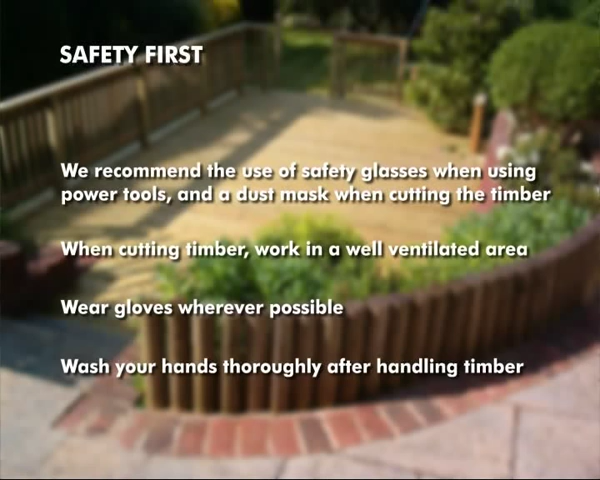 SAFETY FIRST
We recommend the use of safety glasses when using
power tools, and a dust mask when cutting the timber
When cutting timber, work in a well ventilated area
Wear gloves wherever possible
Wash your hands thoroughly after handling timber